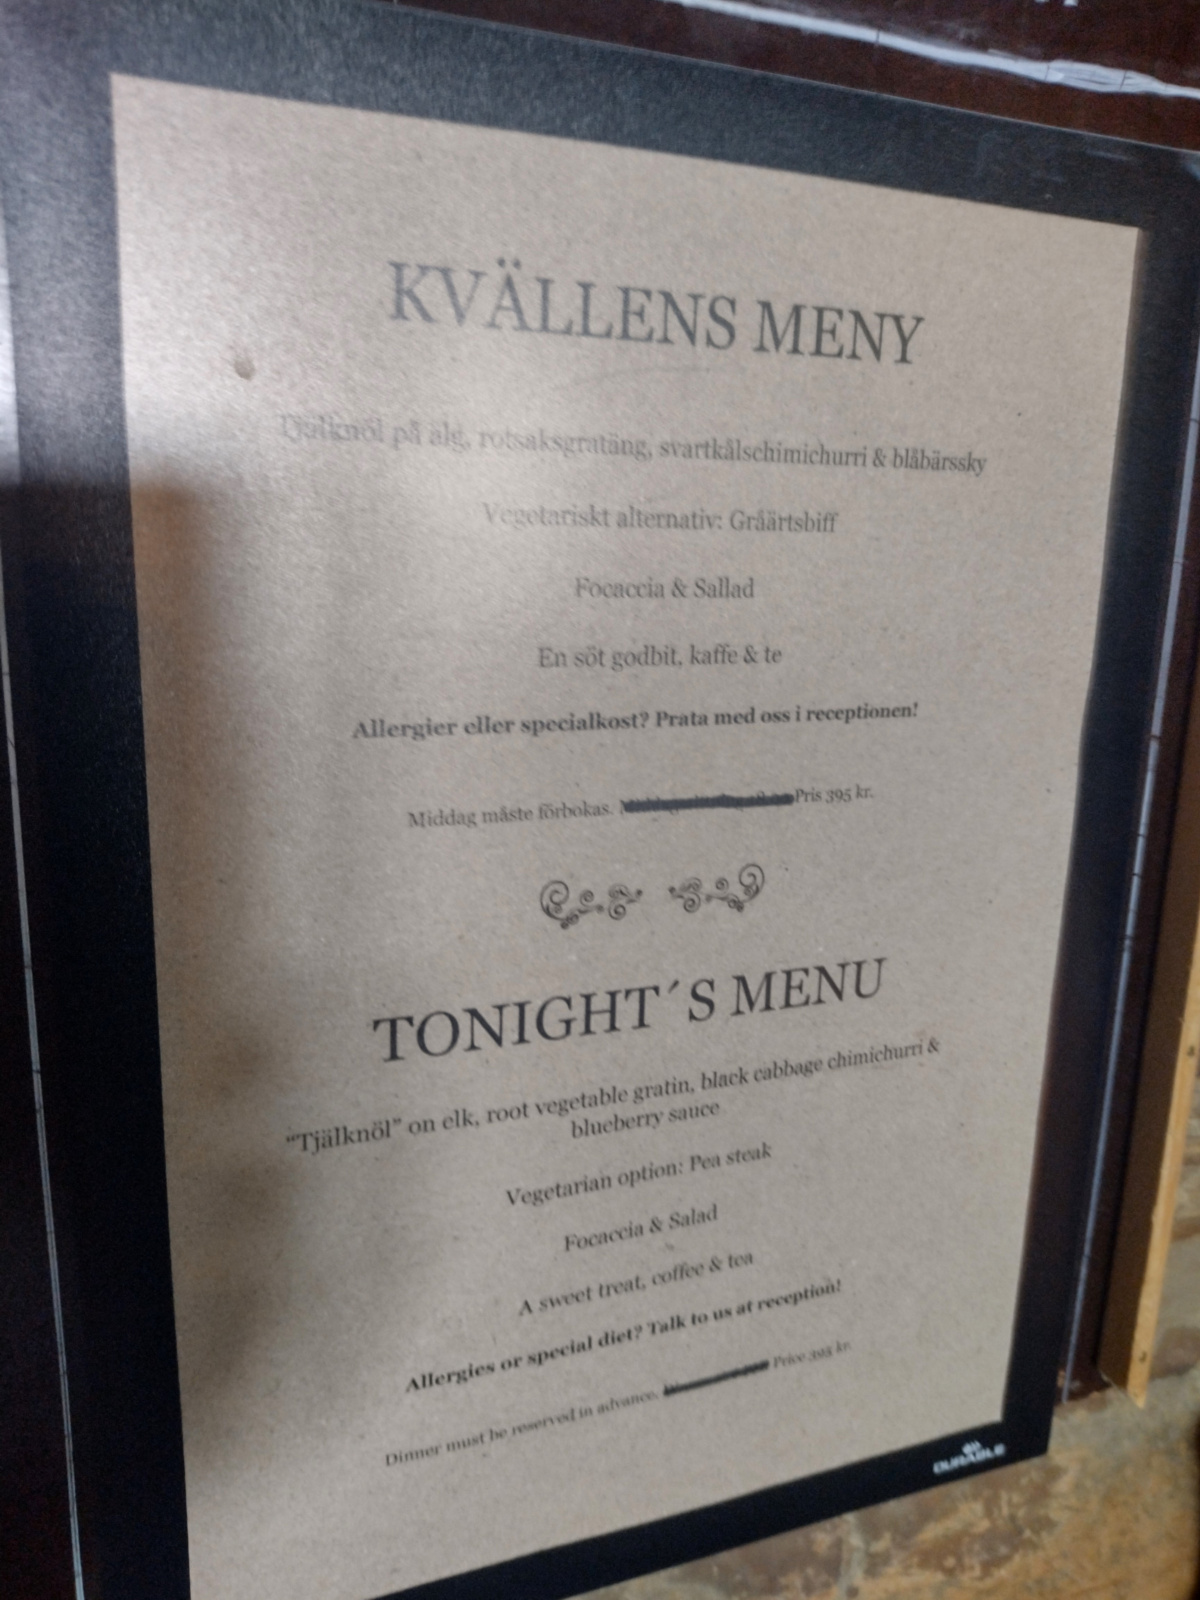 KVÄLLENS MENY
Tjälknöl på älg, rotsaksgratäng, svartkålschimichurri & blåbärssky
Vegetariskt alternativ: Gråärtsbiff
Focaccia & Sallad
En söt godbit, kaffe & te
Allergier eller specialkost? Prata med oss i receptionen!
Middag måste förbokas. Pris 395 kr.
TONIGHT´S MENU
“Tjälknöl” on elk, root vegetable gratin, black cabbage chimichurri &
blueberry sauce
Vegetarian option: Pea steak
Focaccia & Salad
A sweet treat, coffee & tea
Allergies or special diet? Talk to us at reception!
Dinner must be reserved in advance. Price 395 kr.
DURABLE